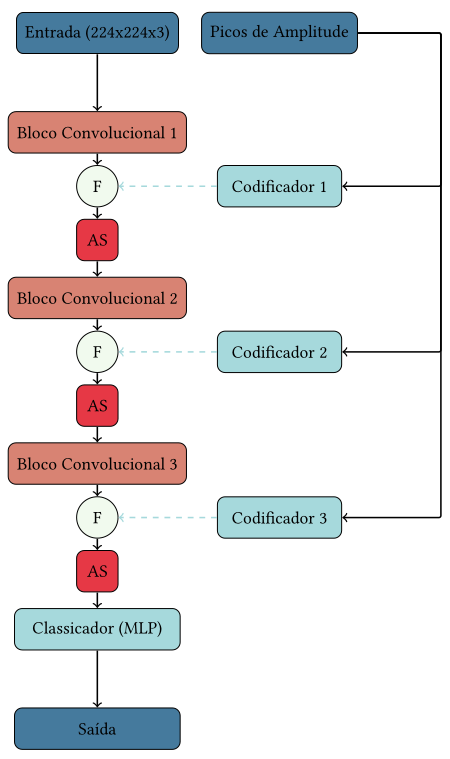 Entrada (224x224x3)
Picos de Amplitude
Bloco Convolucional 1
F
Codificador 1
AS
Bloco Convolucional 2
F
Codificador 2
AS
Bloco Convolucional 3
F
Codificador 3
AS
Classicador (MLP)
Saída